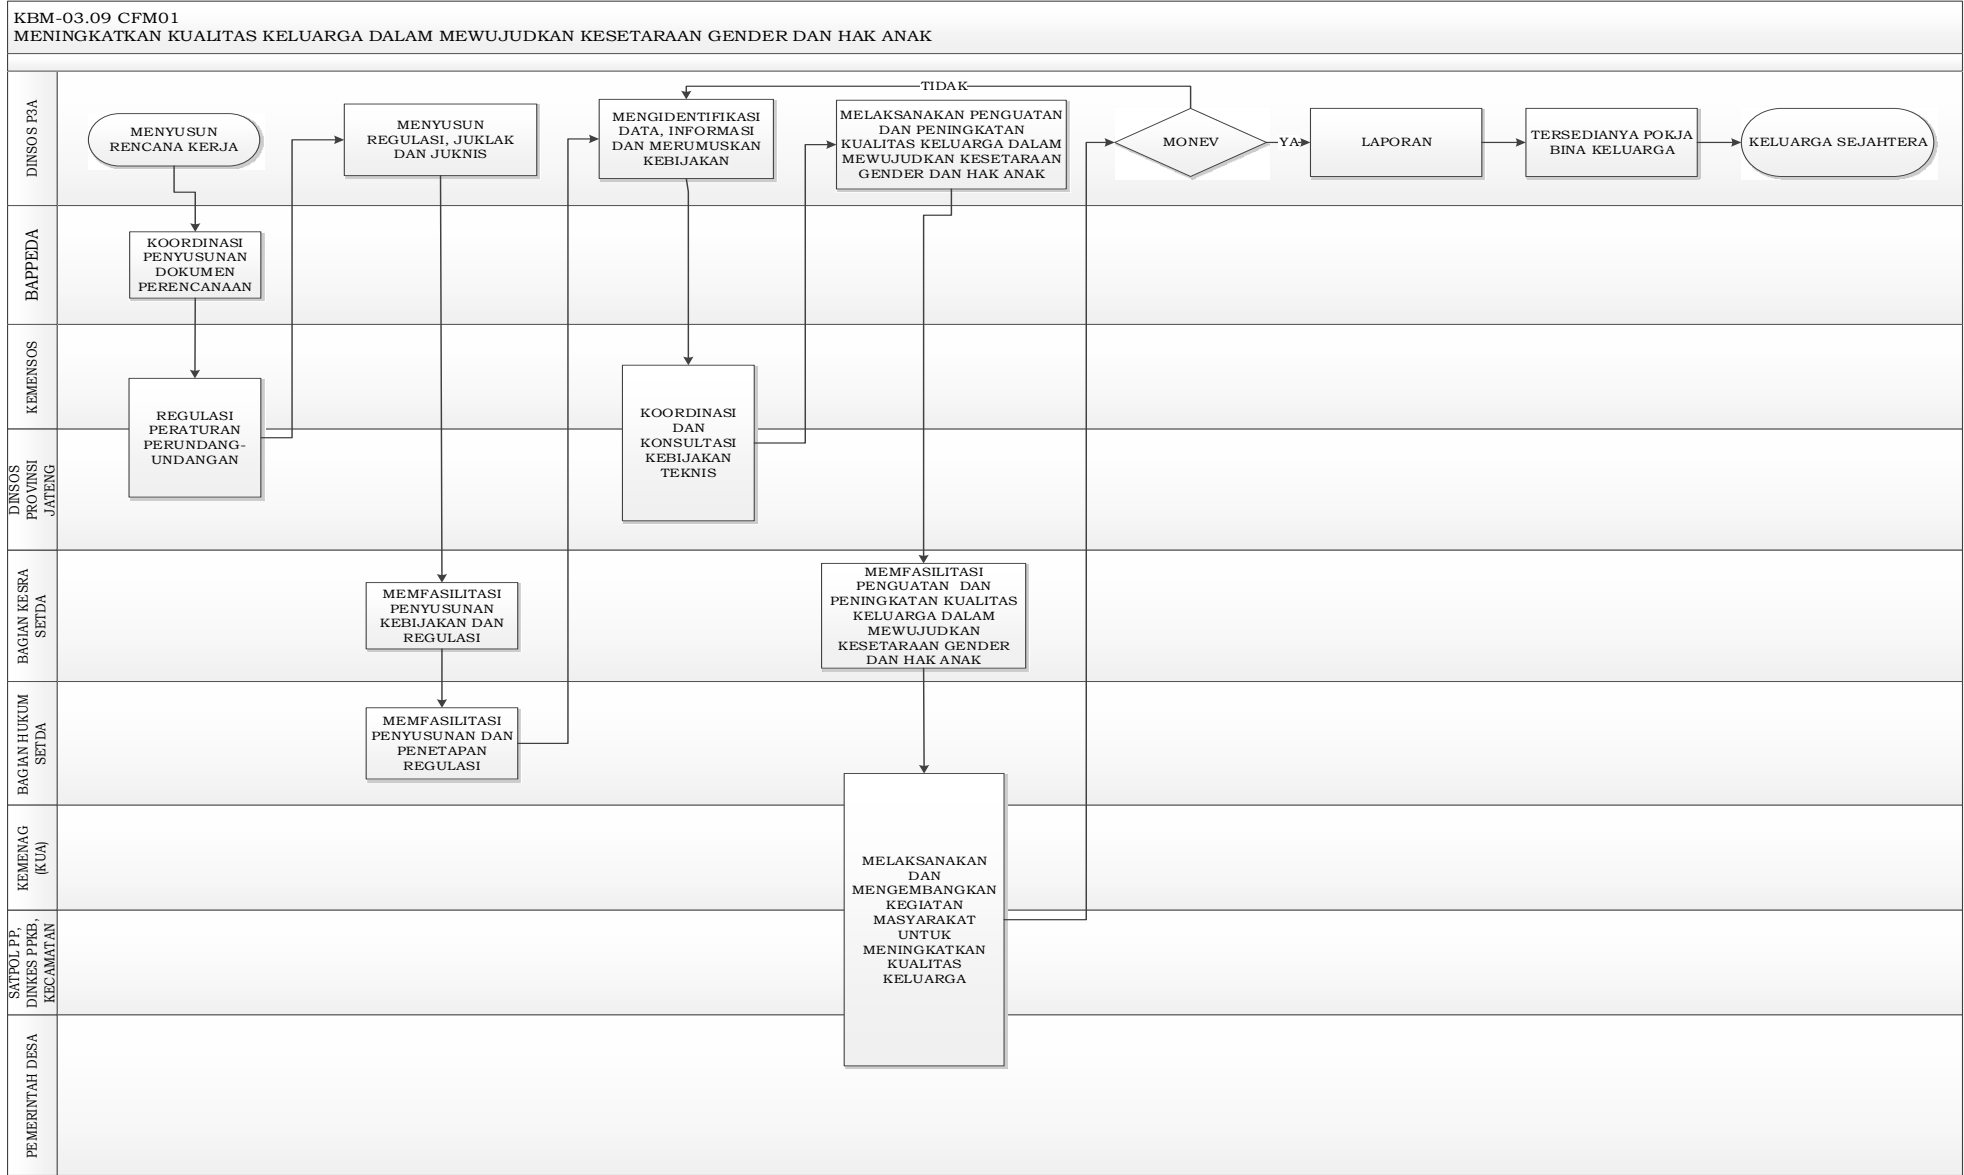 KBM-03.09 CFM01
MENINGKATKAN KUALITAS KELUARGA DALAM MEWUJUDKAN KESETARAAN GENDER DAN HAK ANAK
DINSOS P3A
MENYUSUN
RENCANA KERJA
MENYUSUN
REGULASI, JUKLAK
DAN JUKNIS
MENGIDENTIFIKASI
DATA, INFORMASI
DAN MERUMUSKAN
KEBIJAKAN
TIDAK
MELAKSANAKAN PENGUATAN
DAN PENINGKATAN
KUALITAS KELUARGA DALAM
MEWUJUDKAN KESETARAAN
GENDER DAN HAK ANAK
MONEV
YA
LAPORAN
TERSEDIANYA POKJA
BINA KELUARGA
KELUARGA SEJAHTERA
BAPPEDA
KOORDINASI
PENYUSUNAN
DOKUMEN
PERENCANAAN
KEMENSOS
REGULASI
PERATURAN
PERUNDANG-
UNDANGAN
KOORDINASI
DAN
KONSULTASI
KEBIJAKAN
TEKNIS
DINSOS
PROVINSI
JATENG
BAGIAN KESRA
SETDA
MEMFASILITASI
PENYUSUNAN
KEBIJAKAN DAN
REGULASI
MEMFASILITASI
PENGUATAN  DAN
PENINGKATAN KUALITAS
KELUARGA DALAM
MEWUJUDKAN
KESETARAAN GENDER
DAN HAK ANAK
BAGIAN HUKUM
SETDA
MEMFASILITASI
PENYUSUNAN DAN
PENETAPAN
REGULASI
KEMENAG
(KUA)
MELAKSANAKAN
DAN
MENGEMBANGKAN
KEGIATAN
MASYARAKAT
UNTUK
MENINGKATKAN
KUALITAS
KELUARGA
SATPOL PP,
DINKES PPKB,
KECAMATAN
PEMERINTAH DESA